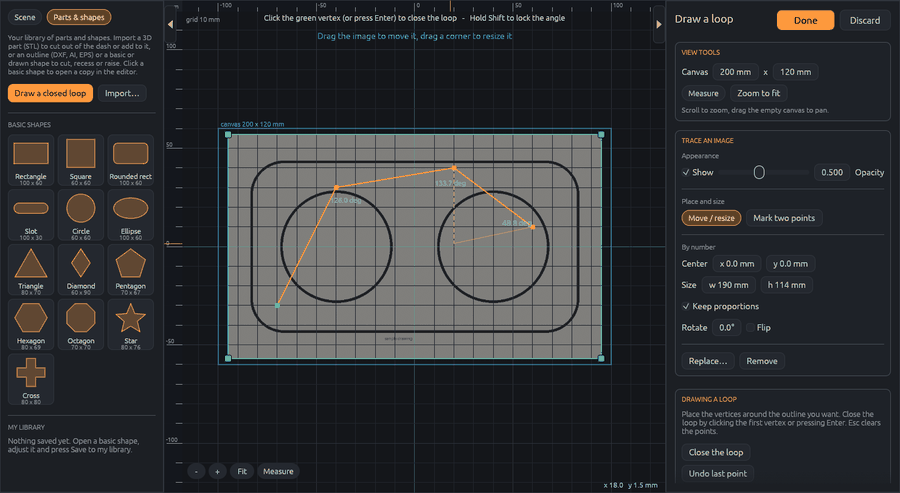 Scene
Parts & shapes
Your library of parts and shapes. Import a 3D
part (STL) to cut out of the dash or add to it,
or an outline (DXF, AI, EPS) or a basic or
drawn shape to cut, recess or raise. Click a
basic shape to open a copy in the editor.
Draw a closed loop
Import...
BASIC SHAPES
Rectangle
100 x 60
Square
60 x 60
Rounded rect
100 x 60
Slot
100 x 30
Circle
60 x 60
Ellipse
100 x 60
Triangle
80 x 70
Diamond
60 x 90
Pentagon
70 x 67
Hexagon
80 x 69
Octagon
70 x 70
Star
80 x 76
Cross
80 x 80
MY LIBRARY
Nothing saved yet. Open a basic shape,
adjust it and press Save to my library.
grid 10 mm
-100
-50
0
50
100
Click the green vertex (or press Enter) to close the loop - Hold Shift to lock the angle
Drag the image to move it, drag a corner to resize it
100
50
0
-50
-100
canvas 200 x 120 mm
-
+
Fit
Measure
x 18.0 y 1.5 mm
Draw a loop
Done
Discard
VIEW TOOLS
Canvas 200 mm x 120 mm
Measure
Zoom to fit
Scroll to zoom, drag the empty canvas to pan.
TRACE AN IMAGE
Appearance
Show
0.500
Opacity
Place and size
Move / resize
Mark two points
By number
Center x 0.0 mm y 0.0 mm
Size w 190 mm h 114 mm
Keep proportions
Rotate 0.0° Flip
Replace...
Remove
DRAWING A LOOP
Place the vertices around the outline you want. Close the
loop by clicking the first vertex or pressing Enter. Esc clears
the points.
Close the loop
Undo last point